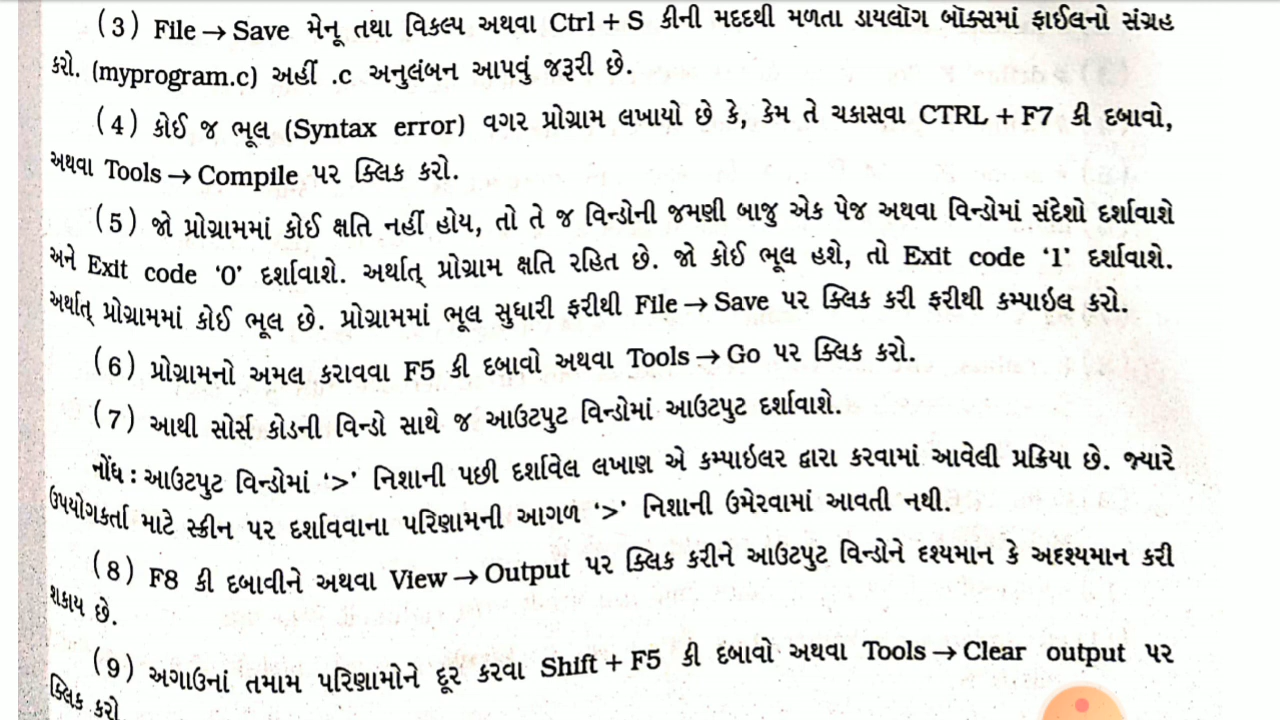 (3) File → Save મેનૂ તથા વિકલ્પ અથવા Ctrl + S કીની મદદથી મળતા ડાયલૉગ બૉક્સમાં ફાઈલનો સંગ્રહ
કરો. (myprogram.c) અહીં .c અનુલંબન આપવું જરૂરી છે.
(4) કોઈ જ ભૂલ (Syntax error) વગર પ્રોગ્રામ લખાયો છે કે, કેમ તે ચકાસવા CTRL + F7 કી દબાવો,
અથવા Tools → Compile પર ક્લિક કરો.
(5) જો પ્રોગ્રામમાં કોઈ ક્ષતિ નહીં હોય, તો તે જ વિન્ડોની જમણી બાજુ એક પેજ અથવા વિન્ડોમાં સંદેશો દર્શાવાશે
અને Exit code ‘0’ દર્શાવાશે. અર્થાત્ પ્રોગ્રામ ક્ષતિ રહિત છે. જો કોઈ ભૂલ હશે, તો Exit code ‘1’ દર્શાવાશે.
અર્થાત્ પ્રોગ્રામમાં કોઈ ભૂલ છે. પ્રોગ્રામમાં ભૂલ સુધારી ફરીથી File → Save પર ક્લિક કરી ફરીથી કમ્પાઇલ કરો.
(6) પ્રોગ્રામનો અમલ કરાવવા F5 કી દબાવો અથવા Tools → Go પર ક્લિક કરો.
(7) આથી સોર્સ કોડની વિન્ડો સાથે જ આઉટપુટ વિન્ડોમાં આઉટપુટ દર્શાવાશે.
નોંધ : આઉટપુટ વિન્ડોમાં ‘>’ નિશાની પછી દર્શાવેલ લખાણ એ કમ્પાઇલર દ્વારા કરવામાં આવેલી પ્રક્રિયા છે. જ્યારે
ઉપયોગકર્તા માટે સ્ક્રીન પર દર્શાવવાના પરિણામની આગળ ‘>’ નિશાની ઉમેરવામાં આવતી નથી.
(8) F8 કી દબાવીને અથવા View → Output પર ક્લિક કરીને આઉટપુટ વિન્ડોને દૃશ્યમાન કે અદૃશ્યમાન કરી
શકાય છે.
(9) અગાઉનાં તમામ પરિણામોને દૂર કરવા Shift + F5 કી દબાવો અથવા Tools → Clear output પર
ક્લિક કરો.